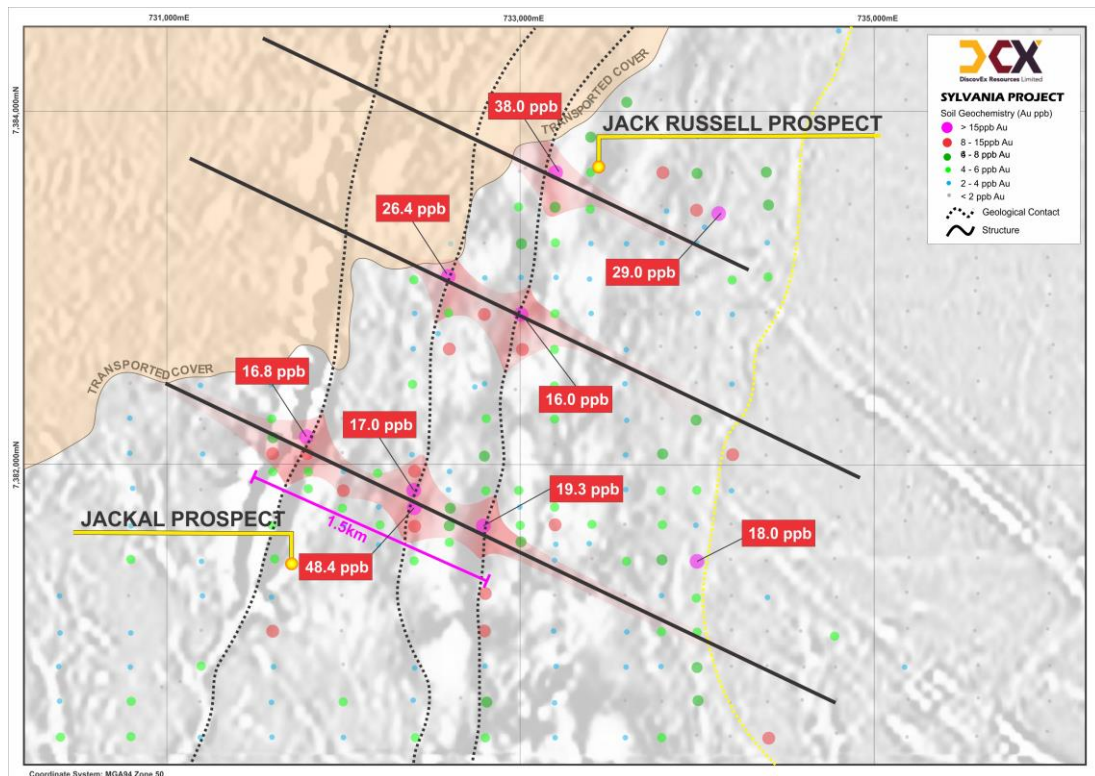 731,000mE
733,000mE
735,000mE
DCX
DiscovEx Resources Limited
SYLVANIA PROJECT
Soil Geochemistry (Au ppb)
> 15ppb Au
8 - 15ppb Au
- 8 ppb Au
4 - 6 ppb Au
2 - 4 ppb Au
< 2 ppb Au
Geological Contact
Structure
7,384,000mN
38.0 ppb
TRANSPORTED COVER
JACK RUSSELL PROSPECT
26.4 ppb
29.0 ppb
TRANSPORTED COVER
16.8 ppb
16.0 ppb
17.0 ppb
7,382,000mN
19.3 ppb
JACKAL PROSPECT
1.5km
18.0 ppb
48.4 ppb
Coordinate System: MGA94 Zone 50